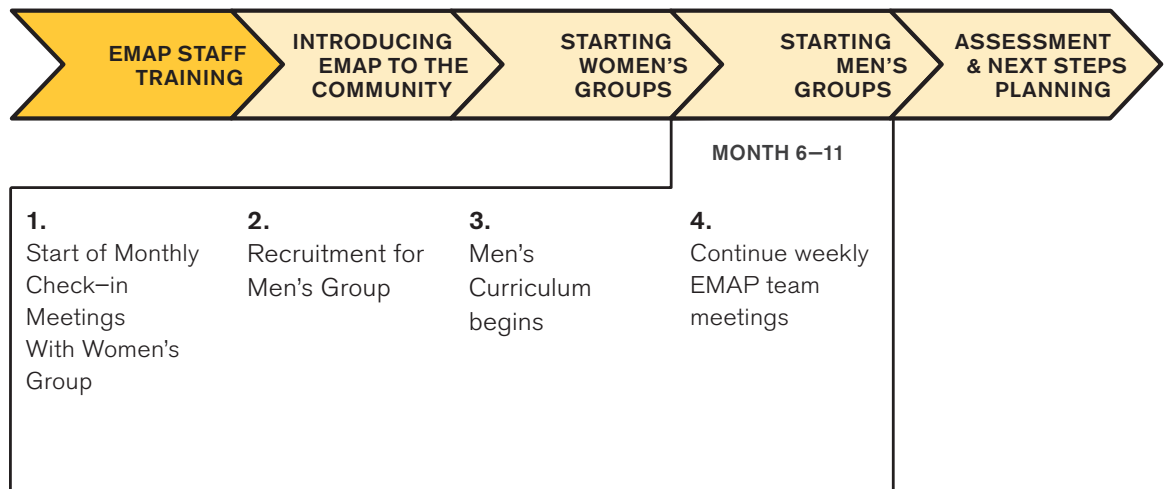 EMAP STAFF
TRAINING
INTRODUCING
EMAP TO THE
COMMUNITY
STARTING
WOMEN'S
GROUPS
STARTING
MEN'S
GROUPS
ASSESSMENT
& NEXT STEPS
PLANNING
MONTH 6–11
1.
Start of Monthly
Check–in
Meetings
With Women's
Group
2.
Recruitment for
Men's Group
3.
Men's
Curriculum
begins
4.
Continue weekly
EMAP team
meetings